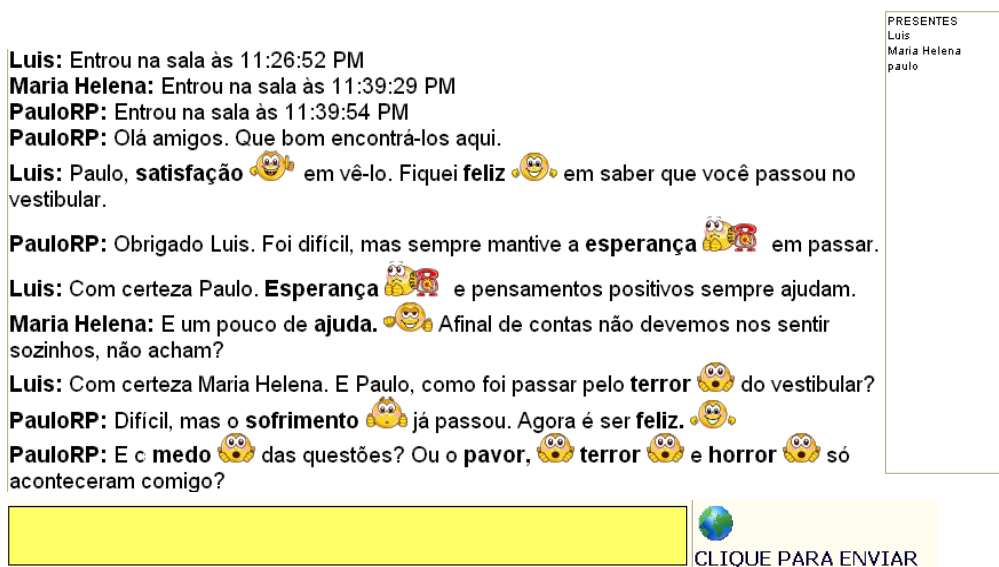 Luis: Entrou na sala às 11:26:52 PM
Maria Helena: Entrou na sala às 11:39:29 PM
PauloRP: Entrou na sala às 11:39:54 PM
PauloRP: Olá amigos. Que bom encontrá-los aqui.
Luis: Paulo, satisfação em vê-lo. Fiquei feliz em saber que você passou no
vestibular.
PauloRP: Obrigado Luis. Foi difícil, mas sempre mantive a esperança em passar.
Luis: Com certeza Paulo. Esperança e pensamentos positivos sempre ajudam.
Maria Helena: E um pouco de ajuda. Afinal de contas não devemos nos sentir
sozinhos, não acham?
Luis: Com certeza Maria Helena. E Paulo, como foi passar pelo terror do vestibular?
PauloRP: Difícil, mas o sofrimento já passou. Agora é ser feliz.
PauloRP: E o medo das questões? Ou o pavor, terror e horror só
aconteceram comigo?
PRESENTES
Luis
Maria Helena
paulo
CLIQUE PARA ENVIAR